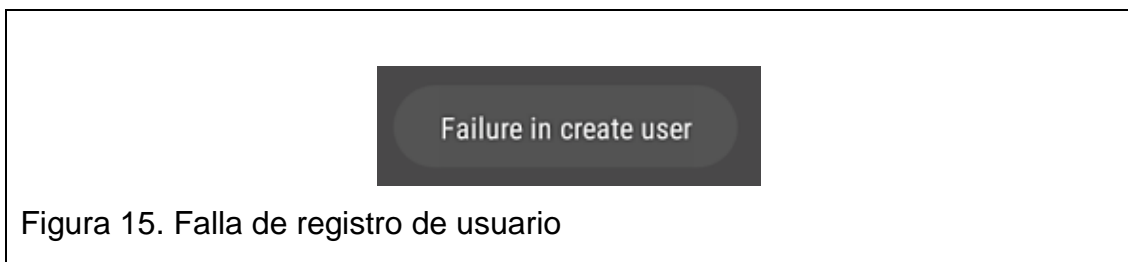 Failure in create user
Figura 15. Falla de registro de usuario